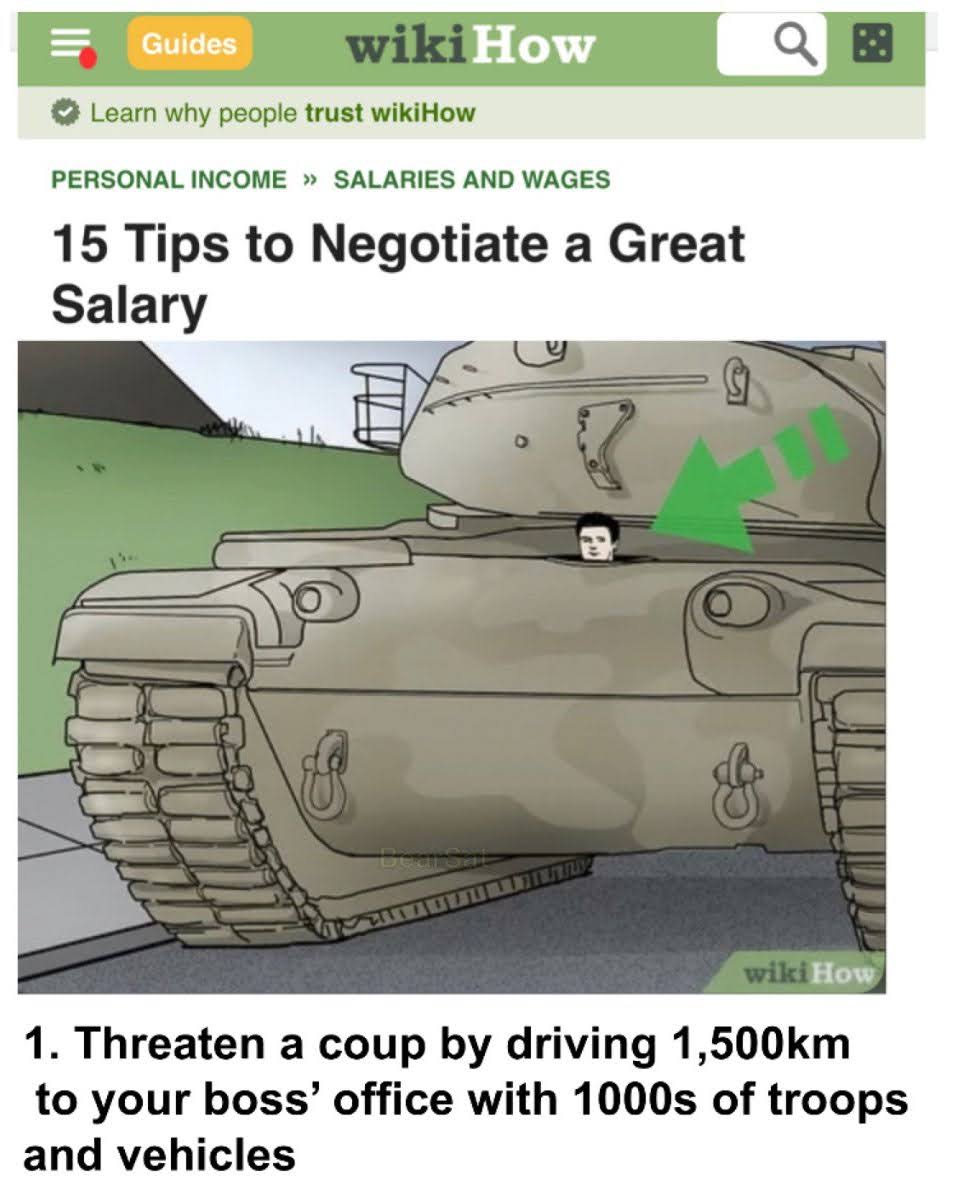 Guides wikiHow
Learn why people trust wikiHow
PERSONAL INCOME » SALARIES AND WAGES
15 Tips to Negotiate a Great
Salary
BearSat
wikiHow
1. Threaten a coup by driving 1,500km
to your boss’ office with 1000s of troops
and vehicles